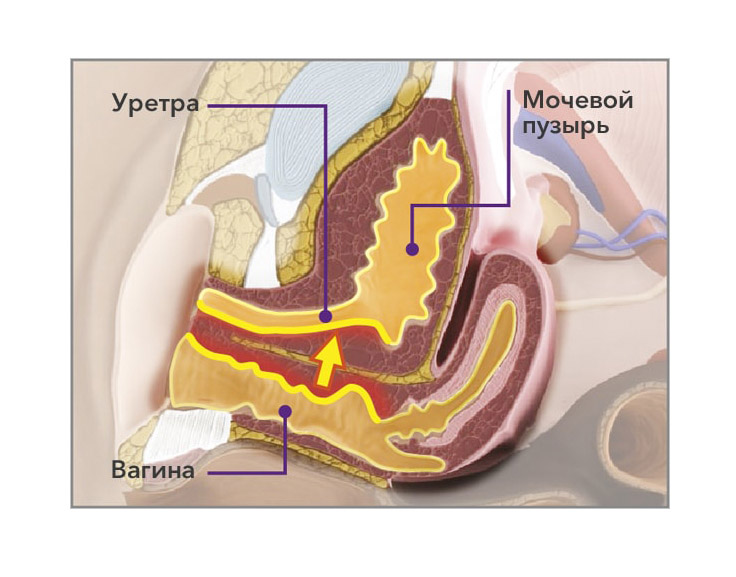 Уретра
Мочевой
пузырь
Вагина